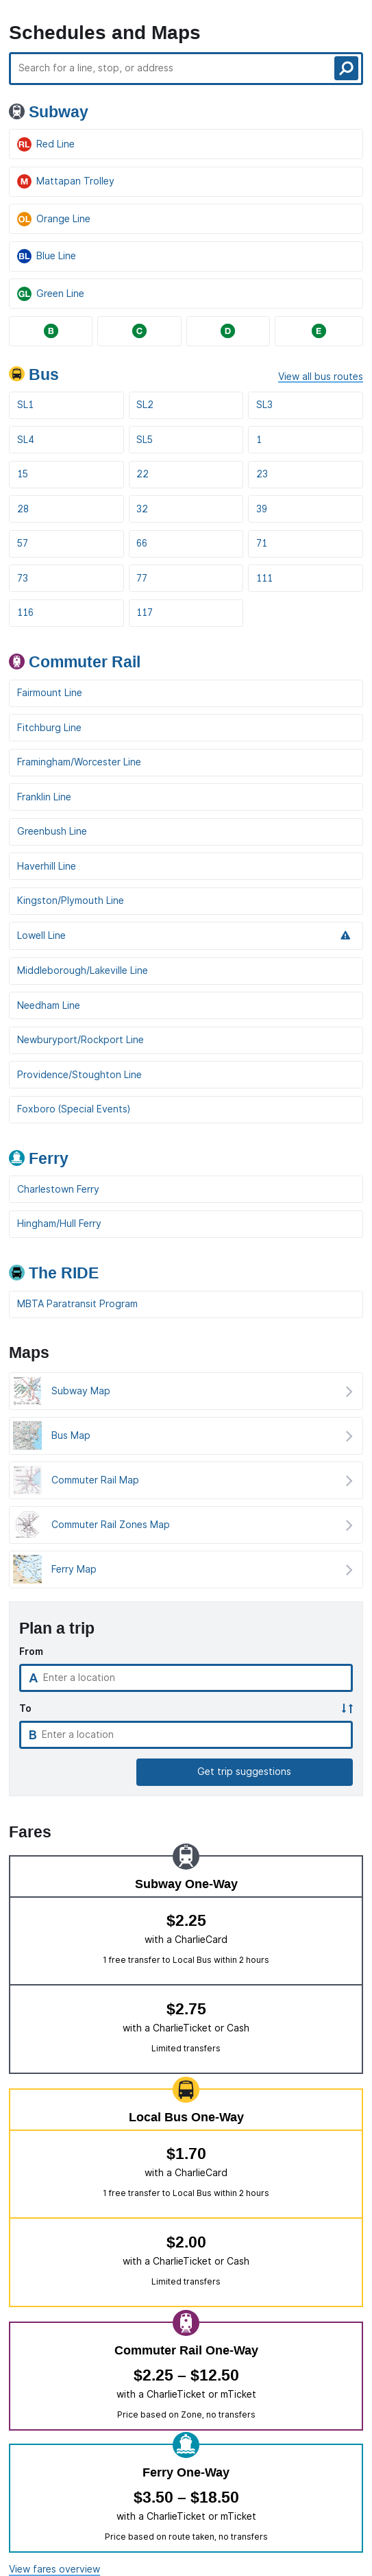 Schedules and Maps
Search for a line, stop, or address
Subway
RL Red Line
M Mattapan Trolley
OL Orange Line
BL Blue Line
GL Green Line
B C D E
Bus View all bus routes
SL1 SL2 SL3
SL4 SL5 1
15 22 23
28 32 39
57 66 71
73 77 111
116 117
Commuter Rail
Fairmount Line
Fitchburg Line
Framingham/Worcester Line
Franklin Line
Greenbush Line
Haverhill Line
Kingston/Plymouth Line
Lowell Line
Middleborough/Lakeville Line
Needham Line
Newburyport/Rockport Line
Providence/Stoughton Line
Foxboro (Special Events)
Ferry
Charlestown Ferry
Hingham/Hull Ferry
The RIDE
MBTA Paratransit Program
Maps
Subway Map
Bus Map
Commuter Rail Map
Commuter Rail Zones Map
Ferry Map
Plan a trip
From
A Enter a location
To
B Enter a location
Get trip suggestions
Fares
Subway One-Way
$2.25
with a CharlieCard
1 free transfer to Local Bus within 2 hours
$2.75
with a CharlieTicket or Cash
Limited transfers
Local Bus One-Way
$1.70
with a CharlieCard
1 free transfer to Local Bus within 2 hours
$2.00
with a CharlieTicket or Cash
Limited transfers
Commuter Rail One-Way
$2.25 – $12.50
with a CharlieTicket or mTicket
Price based on Zone, no transfers
Ferry One-Way
$3.50 – $18.50
with a CharlieTicket or mTicket
Price based on route taken, no transfers
View fares overview